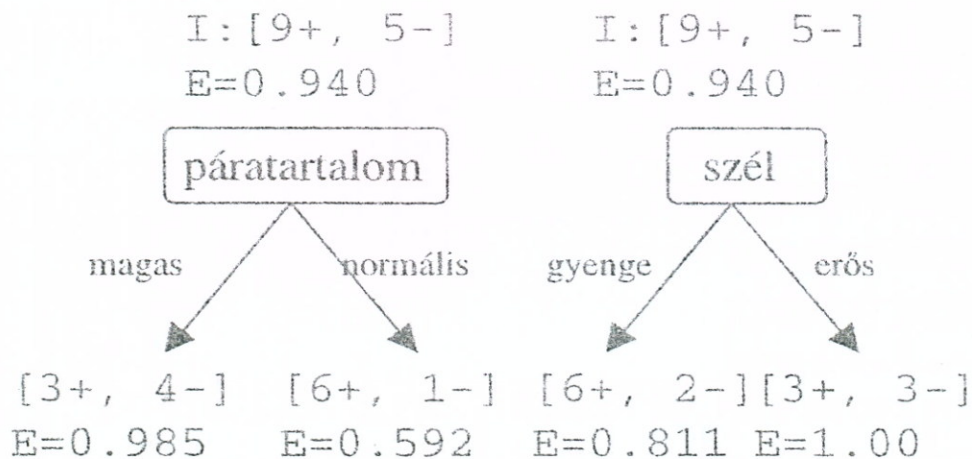 I:[9+, 5-] I:[9+, 5-]
E=0.940 E=0.940
páratartalom szél
magas normális gyenge erős
[3+, 4-] [6+, 1-] [6+, 2-][3+, 3-]
E=0.985 E=0.592 E=0.811 E=1.00